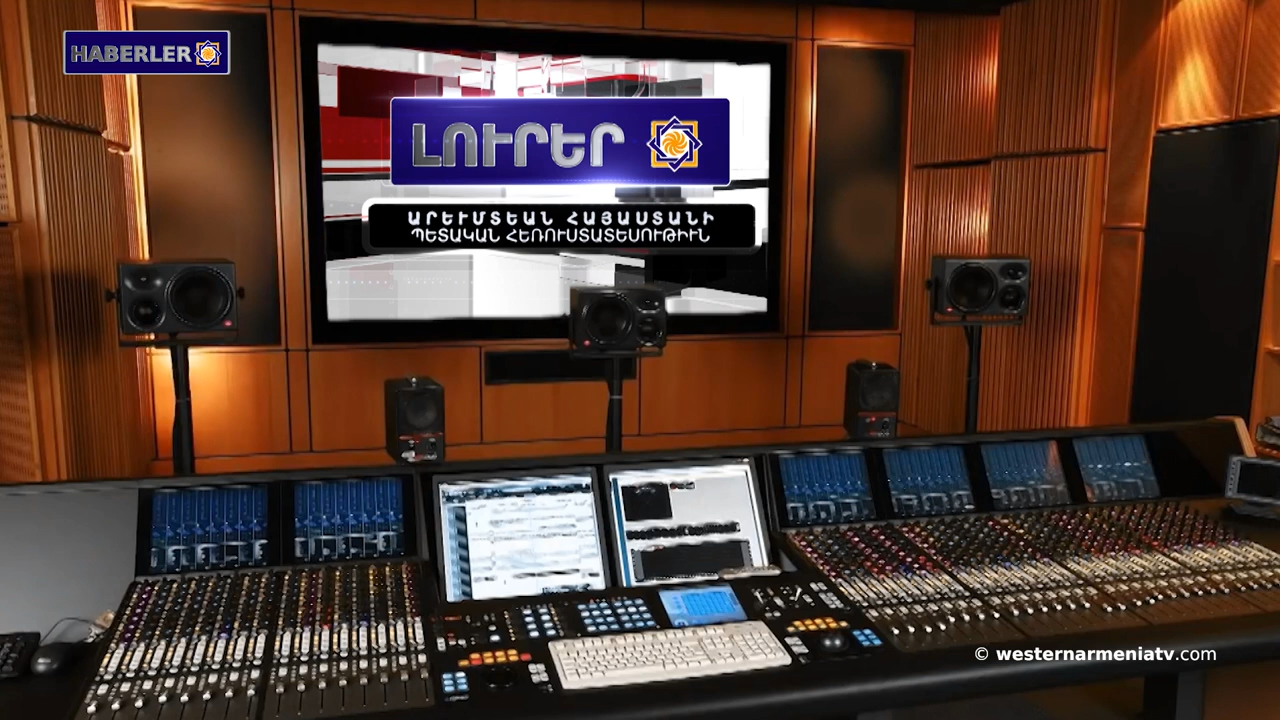 HABERLER
ԼՈՒՐԵՐ
ԱՐԵՒՄՏԵԱՆ ՀԱՅԱՍՏԱՆԻ
ՊԵՏԱԿԱՆ ՀԵՌՈՒՍՏԱՏԵՍՈՒԹԻՒՆ
© westernarmeniatv.com